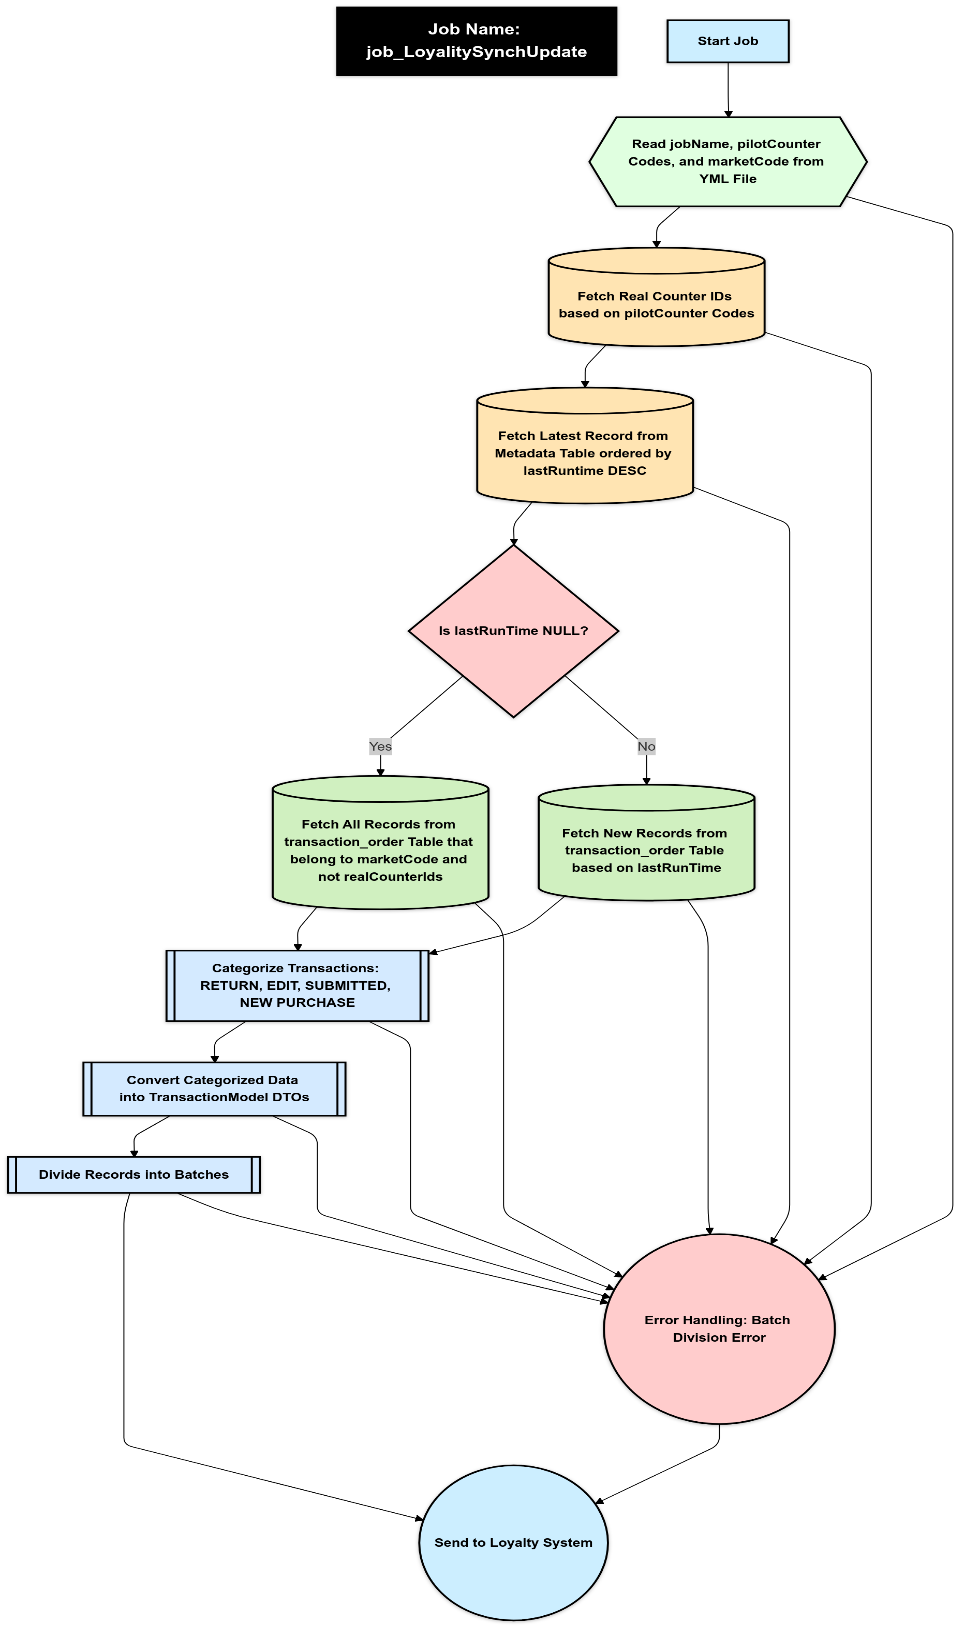 Job Name:
job_LoyalitySynchUpdate
Start Job
Read jobName, pilotCounter
Codes, and marketCode from
YML File
Fetch Real Counter IDs
based on pilotCounter Codes
Fetch Latest Record from
Metadata Table ordered by
lastRuntime DESC
Is lastRunTime NULL?
Yes
No
Fetch All Records from
transaction_order Table that
belong to marketCode and
not realCounterIds
Fetch New Records from
transaction_order Table
based on lastRunTime
Categorize Transactions:
RETURN, EDIT, SUBMITTED,
NEW PURCHASE
Convert Categorized Data
into TransactionModel DTOs
Divide Records into Batches
Error Handling: Batch
Division Error
Send to Loyalty System